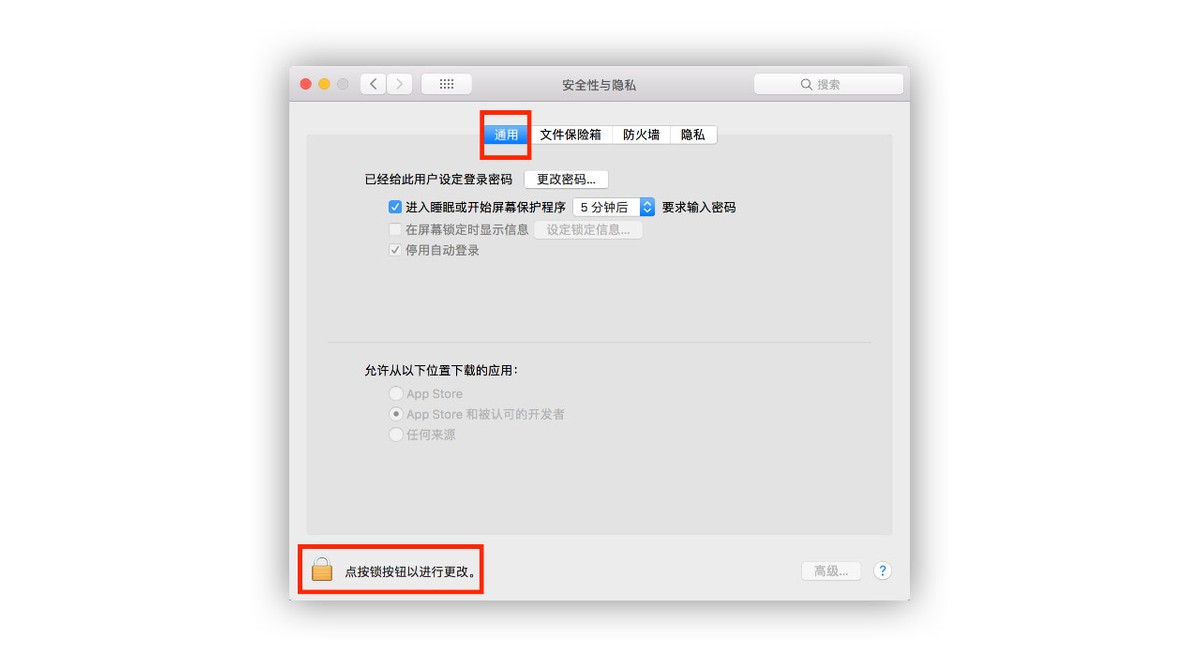 安全性与隐私
搜索
通用 文件保险箱 防火墙 隐私
已经给此用户设定登录密码 更改密码...
进入睡眠或开始屏幕保护程序 5 分钟后 要求输入密码
在屏幕锁定时显示信息 设定锁定信息...
停用自动登录
允许从以下位置下载的应用：
App Store
App Store 和被认可的开发者
任何来源
点按锁按钮以进行更改。
高级... ?